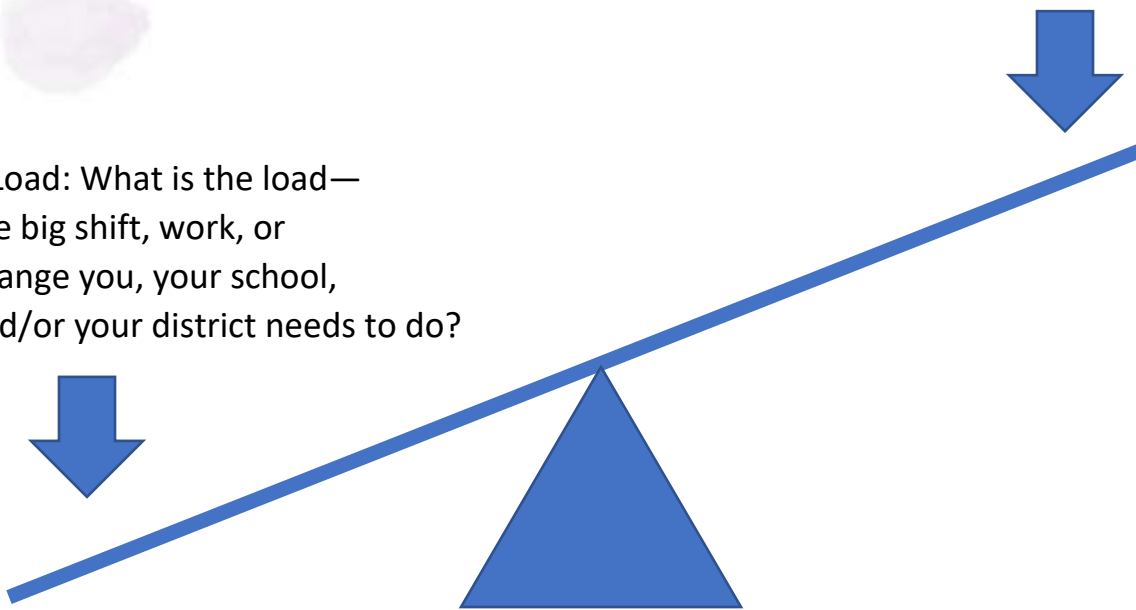 Load: What is the load—
e big shift, work, or
ange you, your school,
d/or your district needs to do?